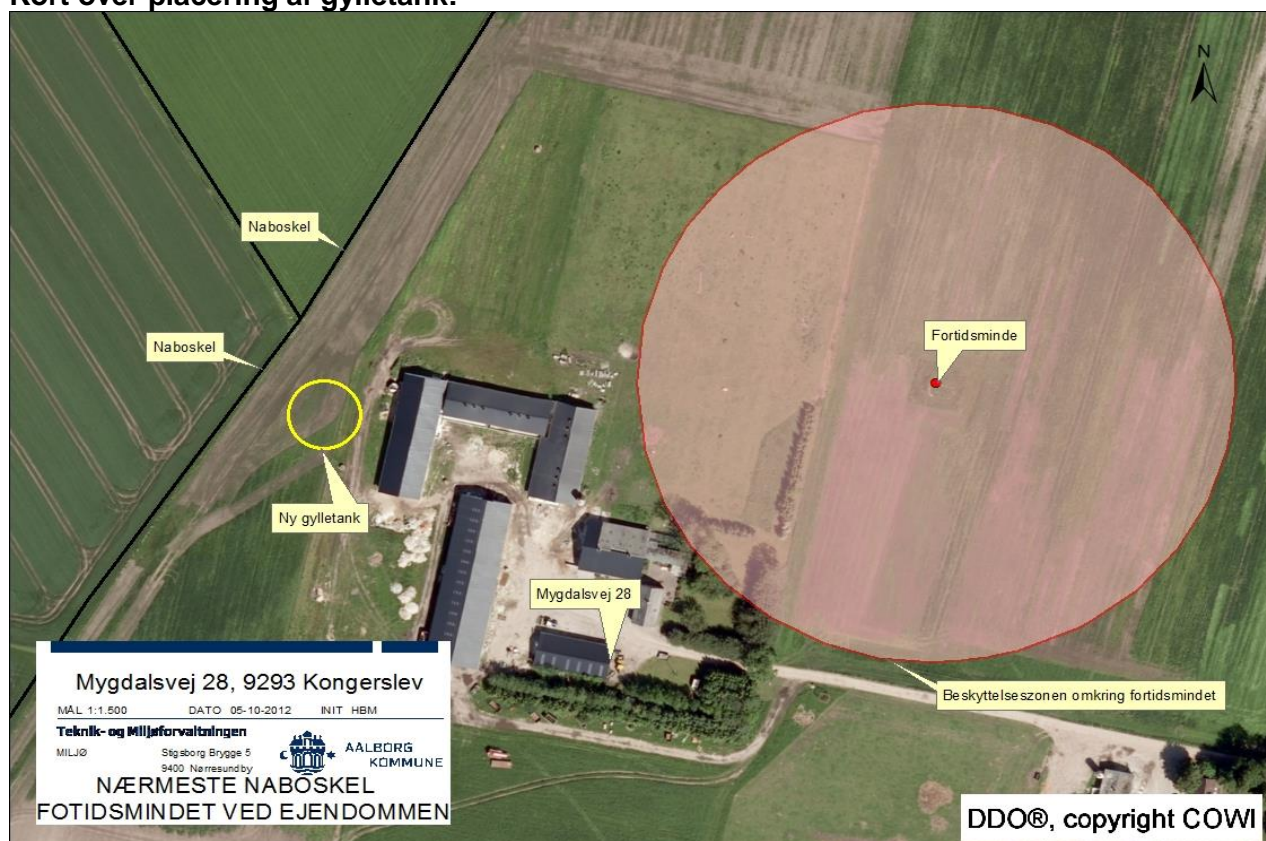 Kort over placering af gylletank:
N
Naboskel
Naboskel
Fortidsminde
Ny gylletank
Mygdalsvej 28
Beskyttelseszonen omkring fortidsmindet
Mygdalsvej 28, 9293 Kongerslev
MÅL 1:1.500 DATO 05-10-2012 INIT HBM
Teknik- og Miljøforvaltningen
MILJØ Stigsborg Brygge 5
9400 Nørresundby
AALBORG
KOMMUNE
NÆRMESTE NABOSKEL
FOTIDSMINDET VED EJENDOMMEN
DDO®, copyright COWI